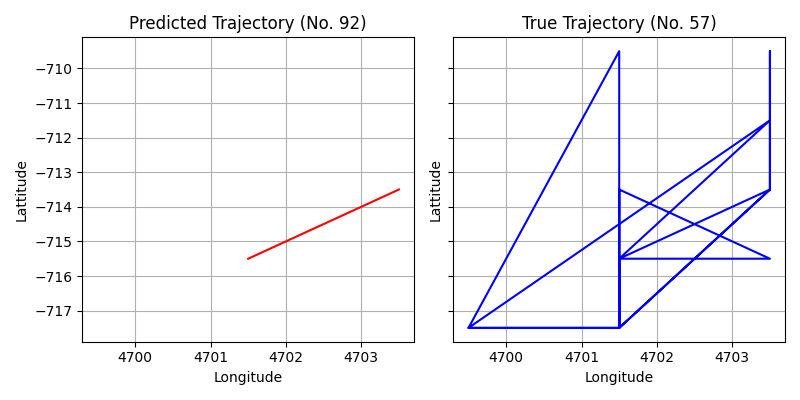 Predicted Trajectory (No. 92)
−710
−711
−712
−713
−714
−715
−716
−717
Lattitude
4700 4701 4702 4703
Longitude
True Trajectory (No. 57)
Lattitude
4700 4701 4702 4703
Longitude